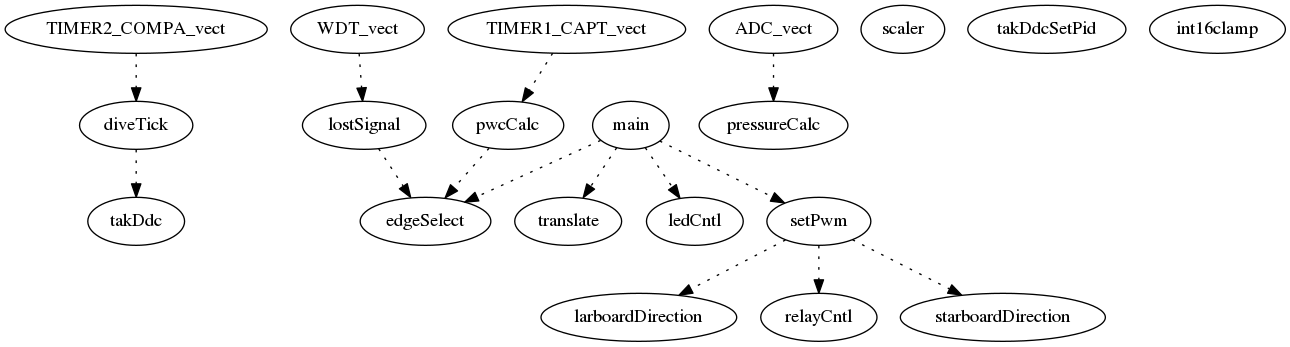 TIMER2_COMPA_vect
WDT_vect
TIMER1_CAPT_vect
ADC_vect
scaler
takDdcSetPid
int16clamp
diveTick
lostSignal
pwcCalc
main
pressureCalc
takDdc
edgeSelect
translate
ledCntl
setPwm
larboardDirection
relayCntl
starboardDirection